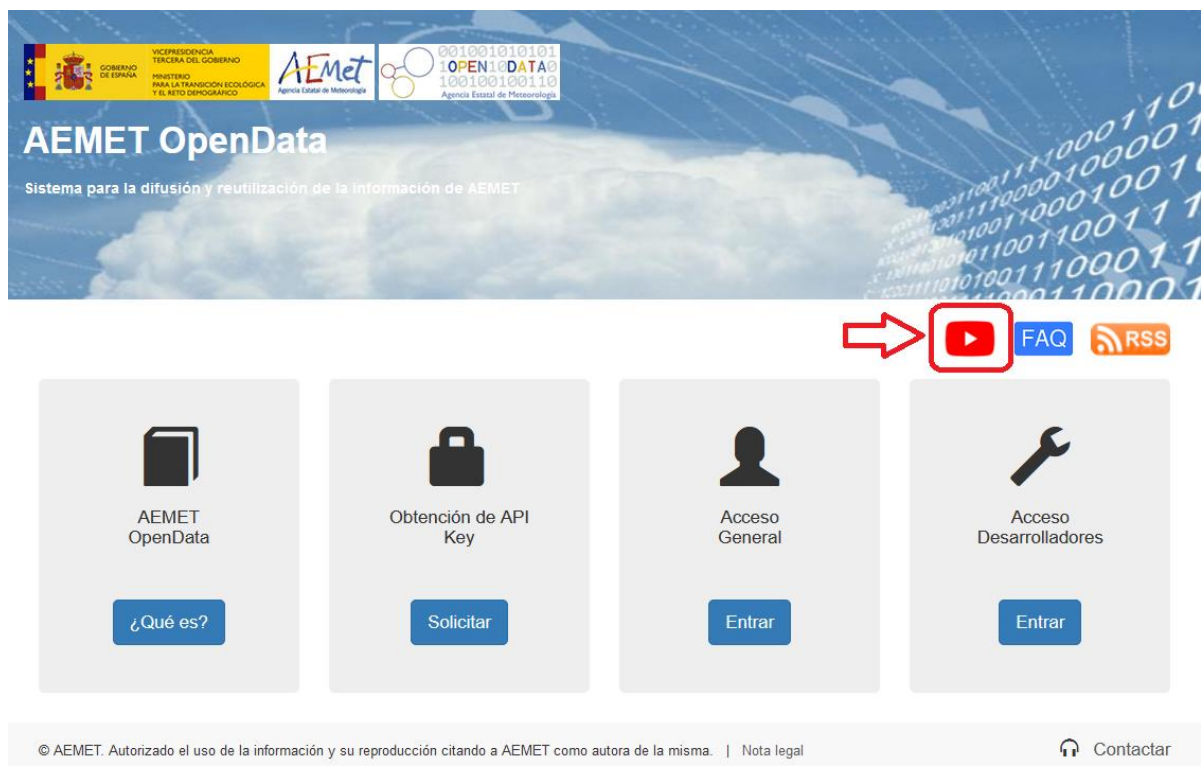 GOBIERNO
DE ESPAÑA
VICEPRESIDENCIA
TERCERA DEL GOBIERNO
MINISTERIO
PARA LA TRANSICIÓN ECOLÓGICA
Y EL RETO DEMOGRÁFICO
AEMet
Agencia Estatal de Meteorología
001001010101
1OPEN10DATA0
100100100110
Agencia Estatal de Meteorología
AEMET OpenData
Sistema para la difusión y reutilización de la información de AEMET
FAQ
RSS
AEMET
OpenData
¿Qué es?
Obtención de API
Key
Solicitar
Acceso
General
Entrar
Acceso
Desarrolladores
Entrar
© AEMET. Autorizado el uso de la información y su reproducción citando a AEMET como autora de la misma. | Nota legal
Contactar